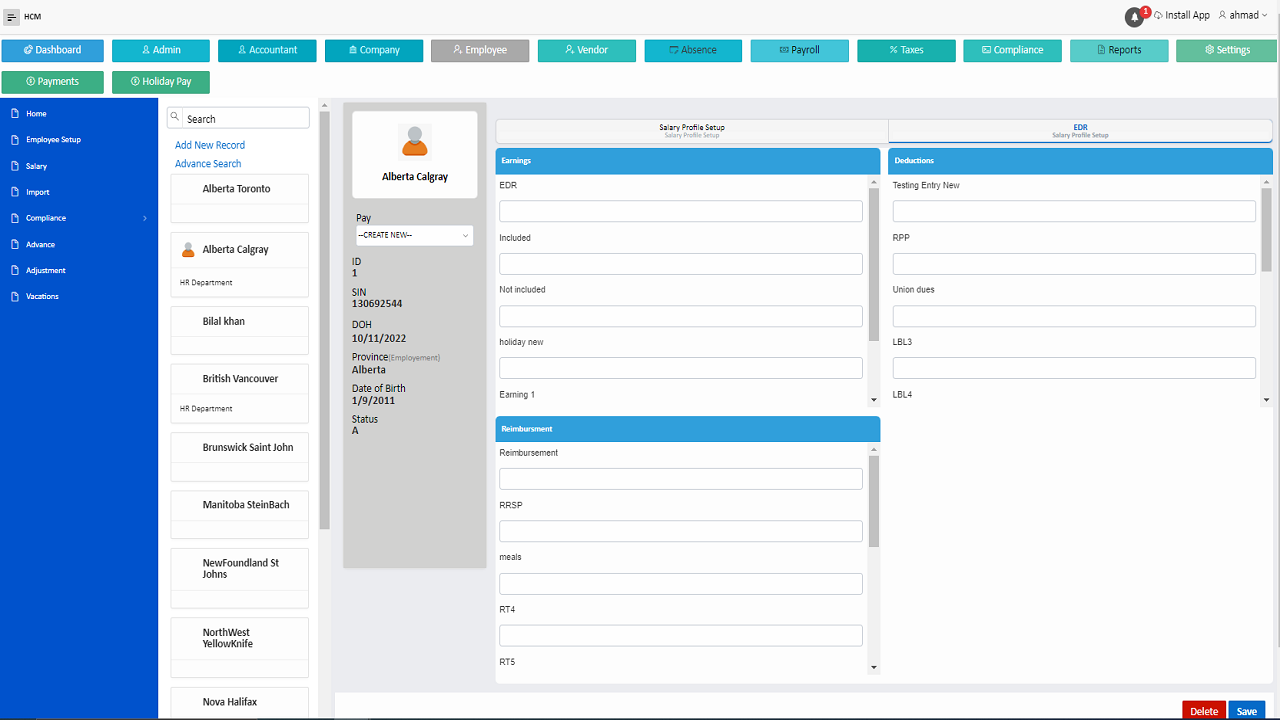 HCM
1
Install App
ahmad
Dashboard
Admin
Accountant
Company
Employee
Vendor
Absence
Payroll
Taxes
Compliance
Reports
Settings
Payments
Holiday Pay
Home
Employee Setup
Salary
Import
Compliance
Advance
Adjustment
Vacations
Search
Add New Record
Advance Search
Alberta Toronto
Alberta Calgray
HR Department
Bilal khan
British Vancouver
HR Department
Brunswick Saint John
Manitoba SteinBach
NewFoundland St
Johns
NorthWest
YellowKnife
Nova Halifax
Alberta Calgray
Pay
--CREATE NEW--
ID
1
SIN
130692544
DOH
10/11/2022
Province(Employement)
Alberta
Date of Birth
1/9/2011
Status
A
Salary Profile Setup
Salary Profile Setup
EDR
Salary Profile Setup
Earnings
EDR
Included
Not included
holiday new
Earning 1
Deductions
Testing Entry New
RPP
Union dues
LBL3
LBL4
Reimbursment
Reimbursement
RRSP
meals
RT4
RT5
Delete
Save